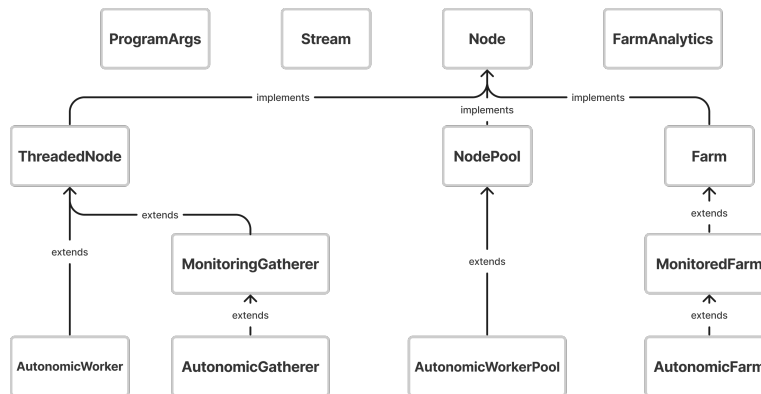 ProgramArgs
Stream
Node
FarmAnalytics
implements
implements
implements
ThreadedNode
NodePool
Farm
extends
extends
extends
extends
MonitoringGatherer
MonitoredFarm
extends
extends
AutonomicWorker
AutonomicGatherer
AutonomicWorkerPool
AutonomicFarm